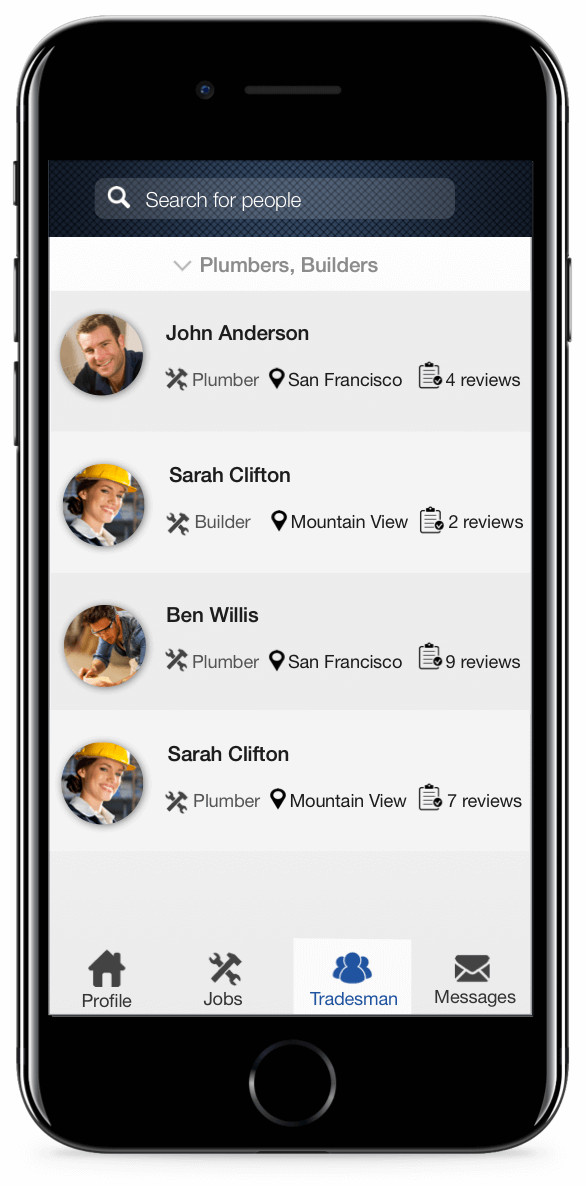 Search for people
Plumbers, Builders
John Anderson
Plumber San Francisco 4 reviews
Sarah Clifton
Builder Mountain View 2 reviews
Ben Willis
Plumber San Francisco 9 reviews
Sarah Clifton
Plumber Mountain View 7 reviews
Profile Jobs Tradesman Messages